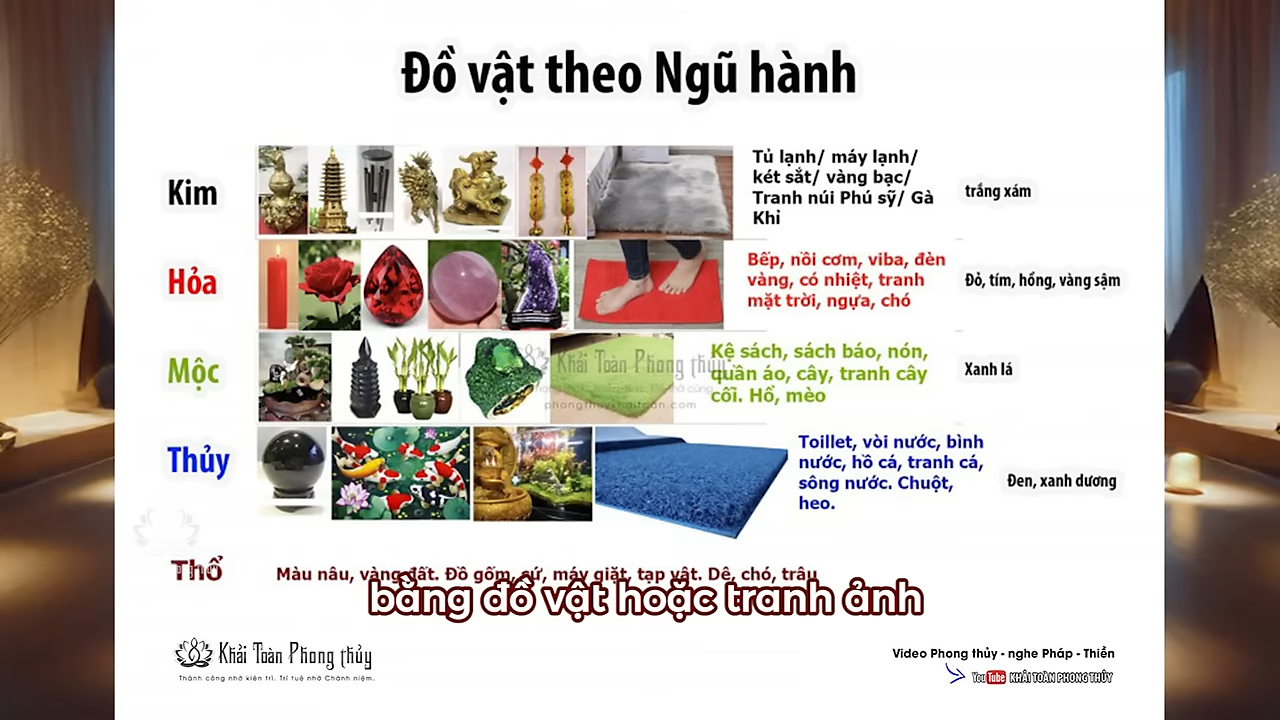 Đồ vật theo Ngũ hành
Kim
Tủ lạnh/ máy lạnh/
két sắt/ vàng bạc/
Tranh núi Phú sỹ/ Gà
Khỉ
trắng xám
Hỏa
Bếp, nồi cơm, viba, đèn
vàng, có nhiệt, tranh
mặt trời, ngựa, chó
Đỏ, tím, hồng, vàng sậm
Mộc
Khải Toàn Phong thủy
phongthuykhaitoan.com
Kệ sách, sách báo, nón,
quần áo, cây, tranh cây
cối. Hổ, mèo
Xanh lá
Thủy
Toillet, vòi nước, bình
nước, hồ cá, tranh cá,
sông nước. Chuột,
heo.
Đen, xanh dương
Thổ
Màu nâu, vàng đất. Đồ gốm, sứ, máy giặt, tạp vật. Dê, chó, trâu
bằng đồ vật hoặc tranh ảnh
Khải Toàn Phong thủy
Thành công nhờ kiên trì. Trí tuệ nhờ Chánh niệm.
Video Phong thủy - nghe Pháp - Thiền
YouTube KHẢI TOÀN PHONG THỦY